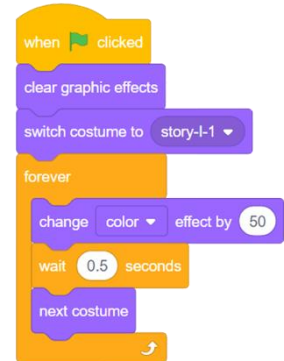 when clicked
clear graphic effects
switch costume to story-I-1
forever
change color effect by 50
wait 0.5 seconds
next costume